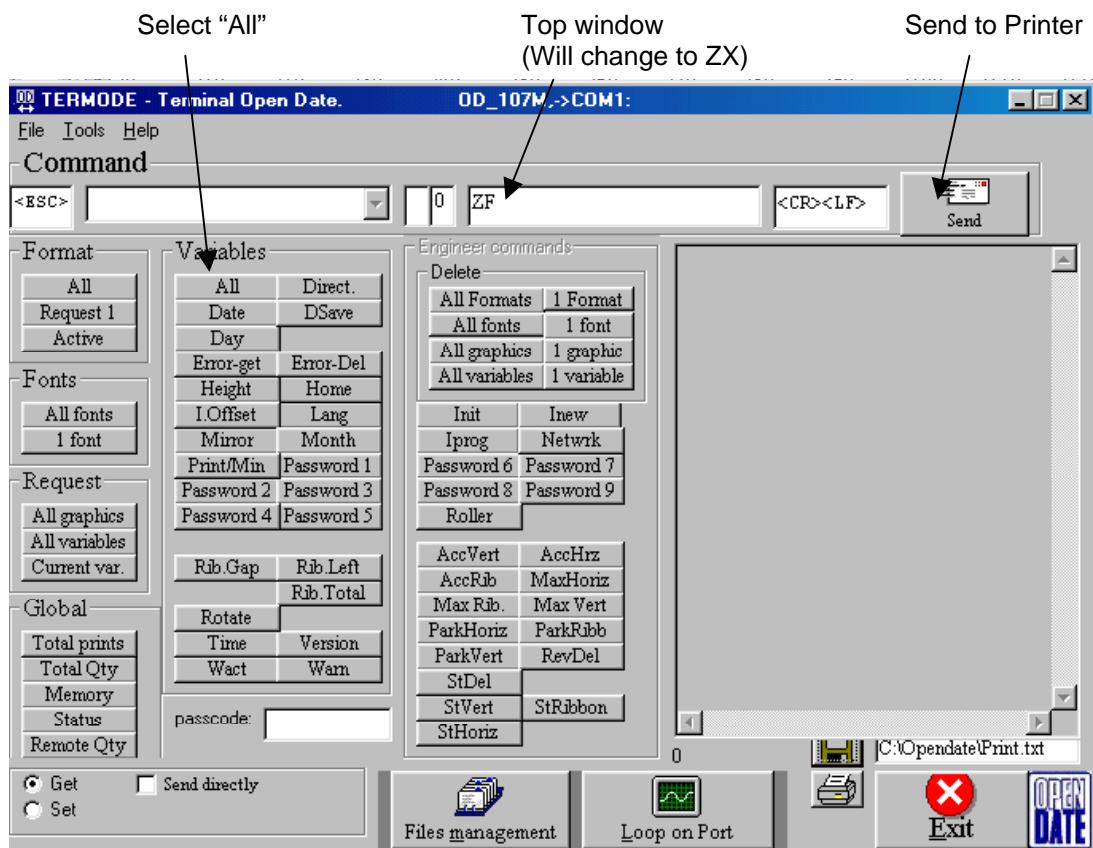 Select “All”
Top window
(Will change to ZX)
Send to Printer
OD TERMODE - Terminal Open Date. OD_107M,->COM1:
File Tools Help
Command
<ESC> 0 ZF <CR><LF> Send
Format
All
Request 1
Active
Fonts
All fonts
1 font
Request
All graphics
All variables
Current var.
Global
Total prints
Total Qty
Memory
Status
Remote Qty
Variables
All Direct.
Date DSave
Day
Error-get Error-Del
Height Home
I.Offset Lang
Mirror Month
Print/Min Password 1
Password 2 Password 3
Password 4 Password 5
Rib.Gap Rib.Left
Rib.Total
Rotate
Time Version
Wact Warn
passcode:
Engineer commands
Delete
All Formats 1 Format
All fonts 1 font
All graphics 1 graphic
All variables 1 variable
Init Inew
Iprog Netwrk
Password 6 Password 7
Password 8 Password 9
Roller
AccVert AccHrz
AccRib MaxHoriz
Max Rib. Max Vert
ParkHoriz ParkRibb
ParkVert RevDel
StDel
StVert StRibbon
StHoriz
0
C:\Opendate\Print.txt
Get Send directly
Set
Files management
Loop on Port
Exit
OPEN
DATE